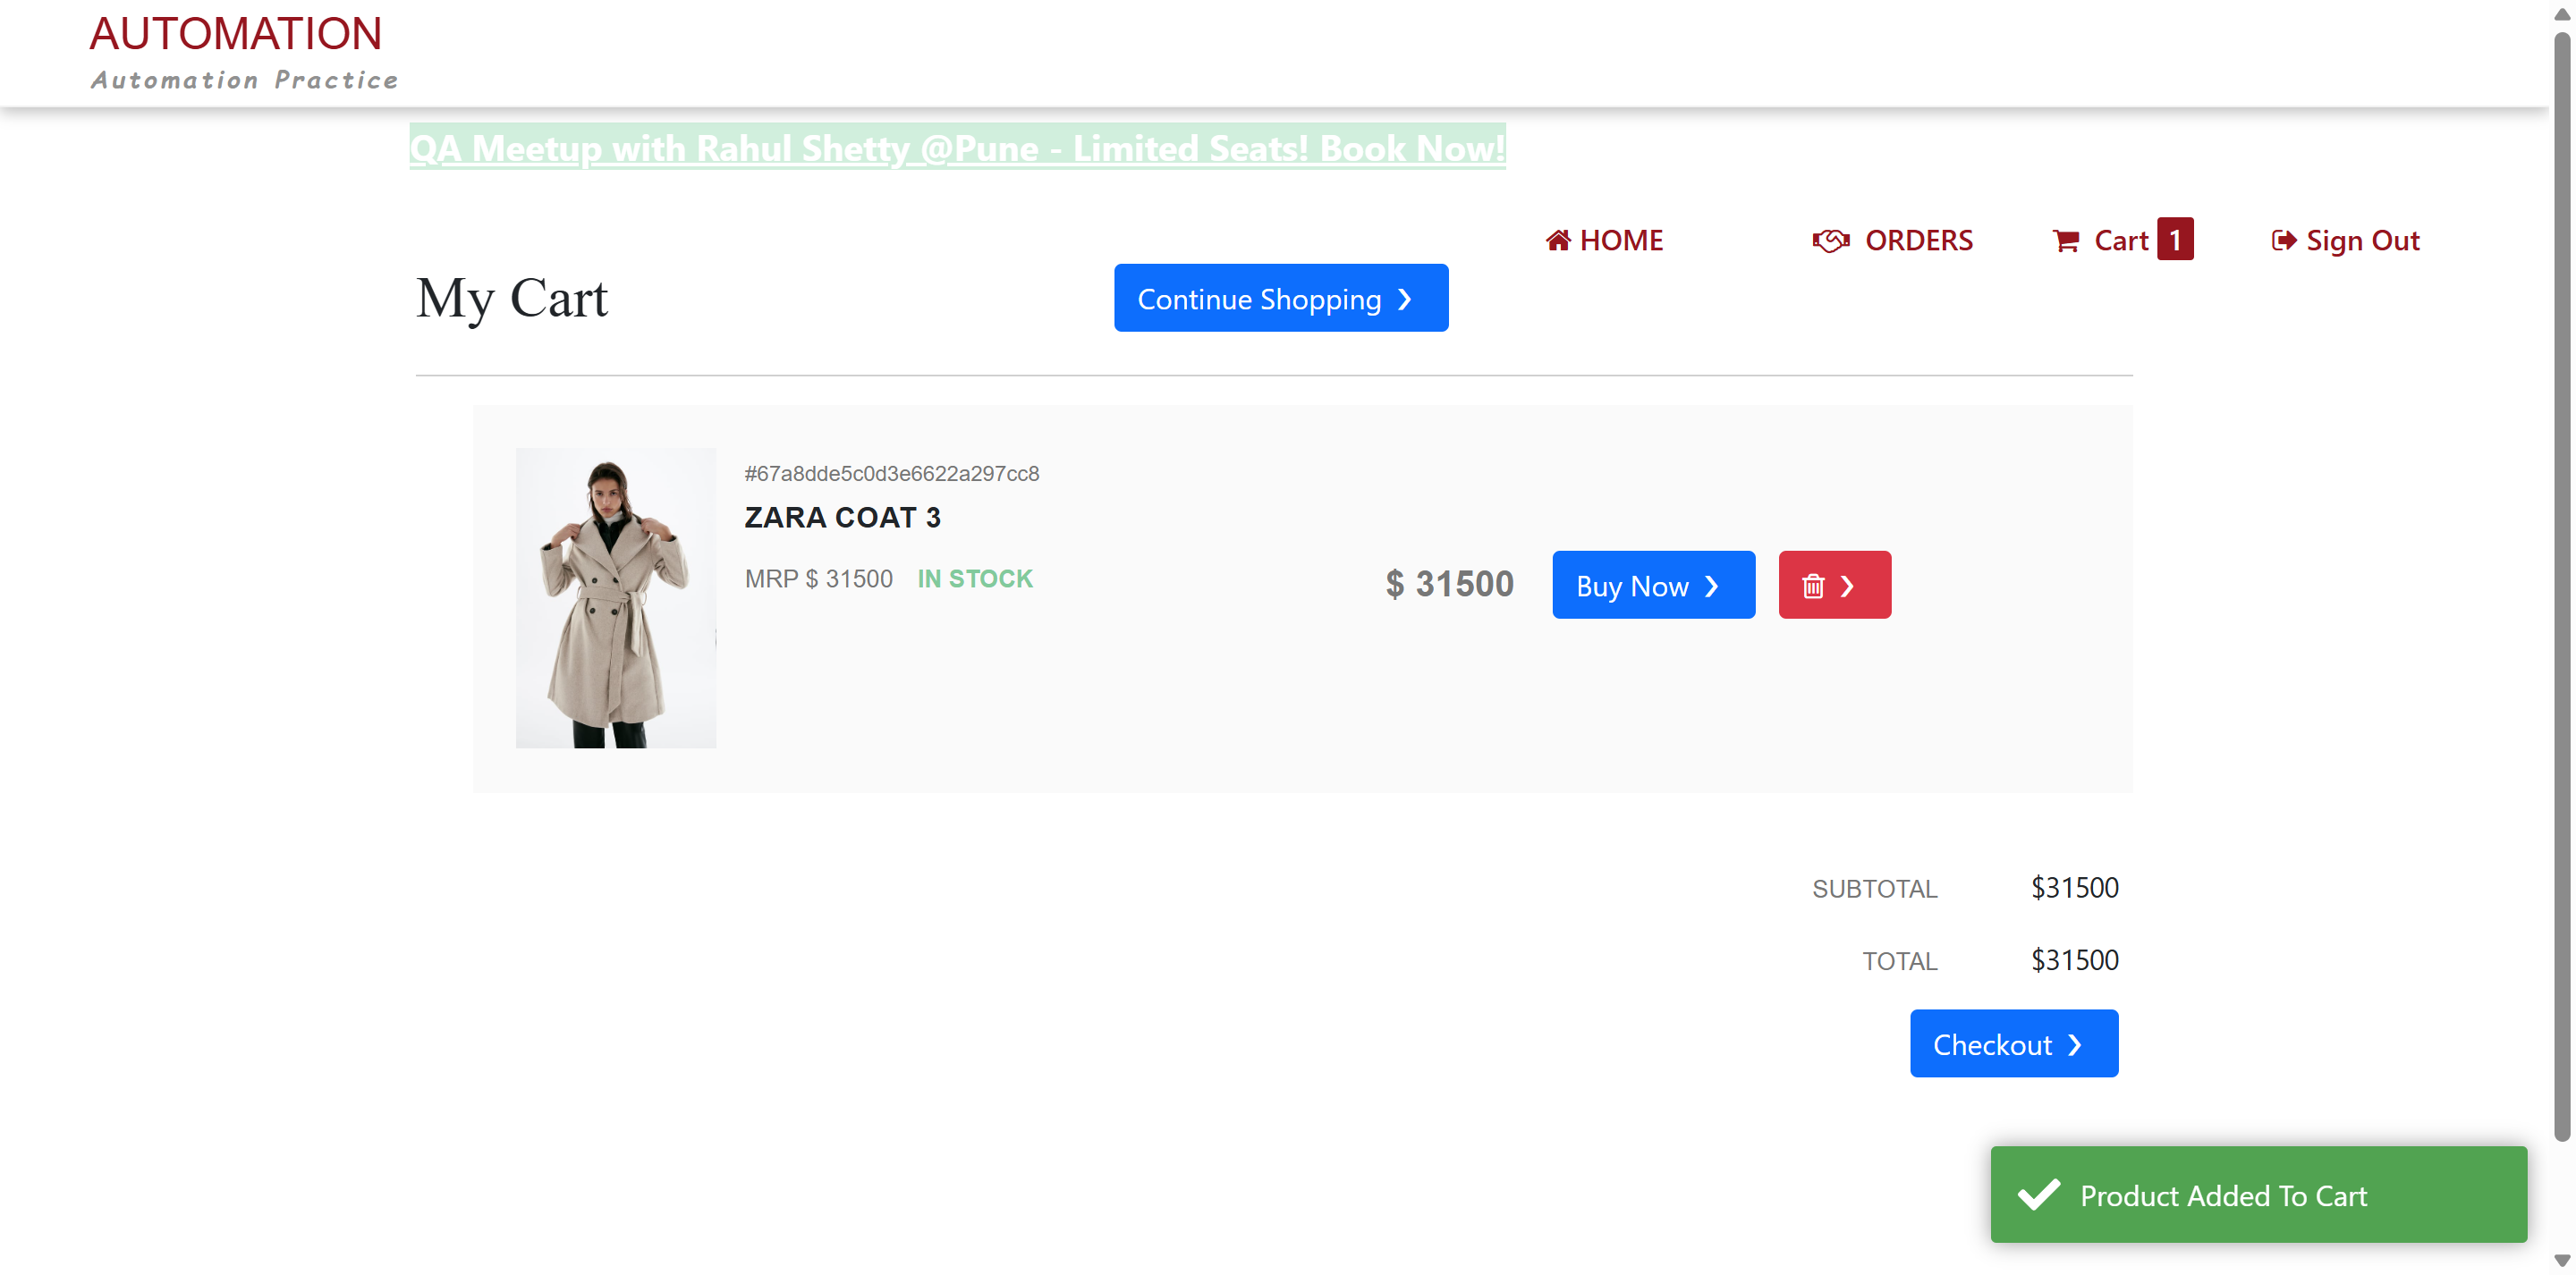 AUTOMATION
Automation Practice
QA Meetup with Rahul Shetty @Pune - Limited Seats! Book Now!
HOME
ORDERS
Cart 1
Sign Out
My Cart
Continue Shopping ❯
#67a8dde5c0d3e6622a297cc8
ZARA COAT 3
MRP $ 31500 IN STOCK
$ 31500
Buy Now ❯
❯
SUBTOTAL $31500
TOTAL $31500
Checkout ❯
Product Added To Cart